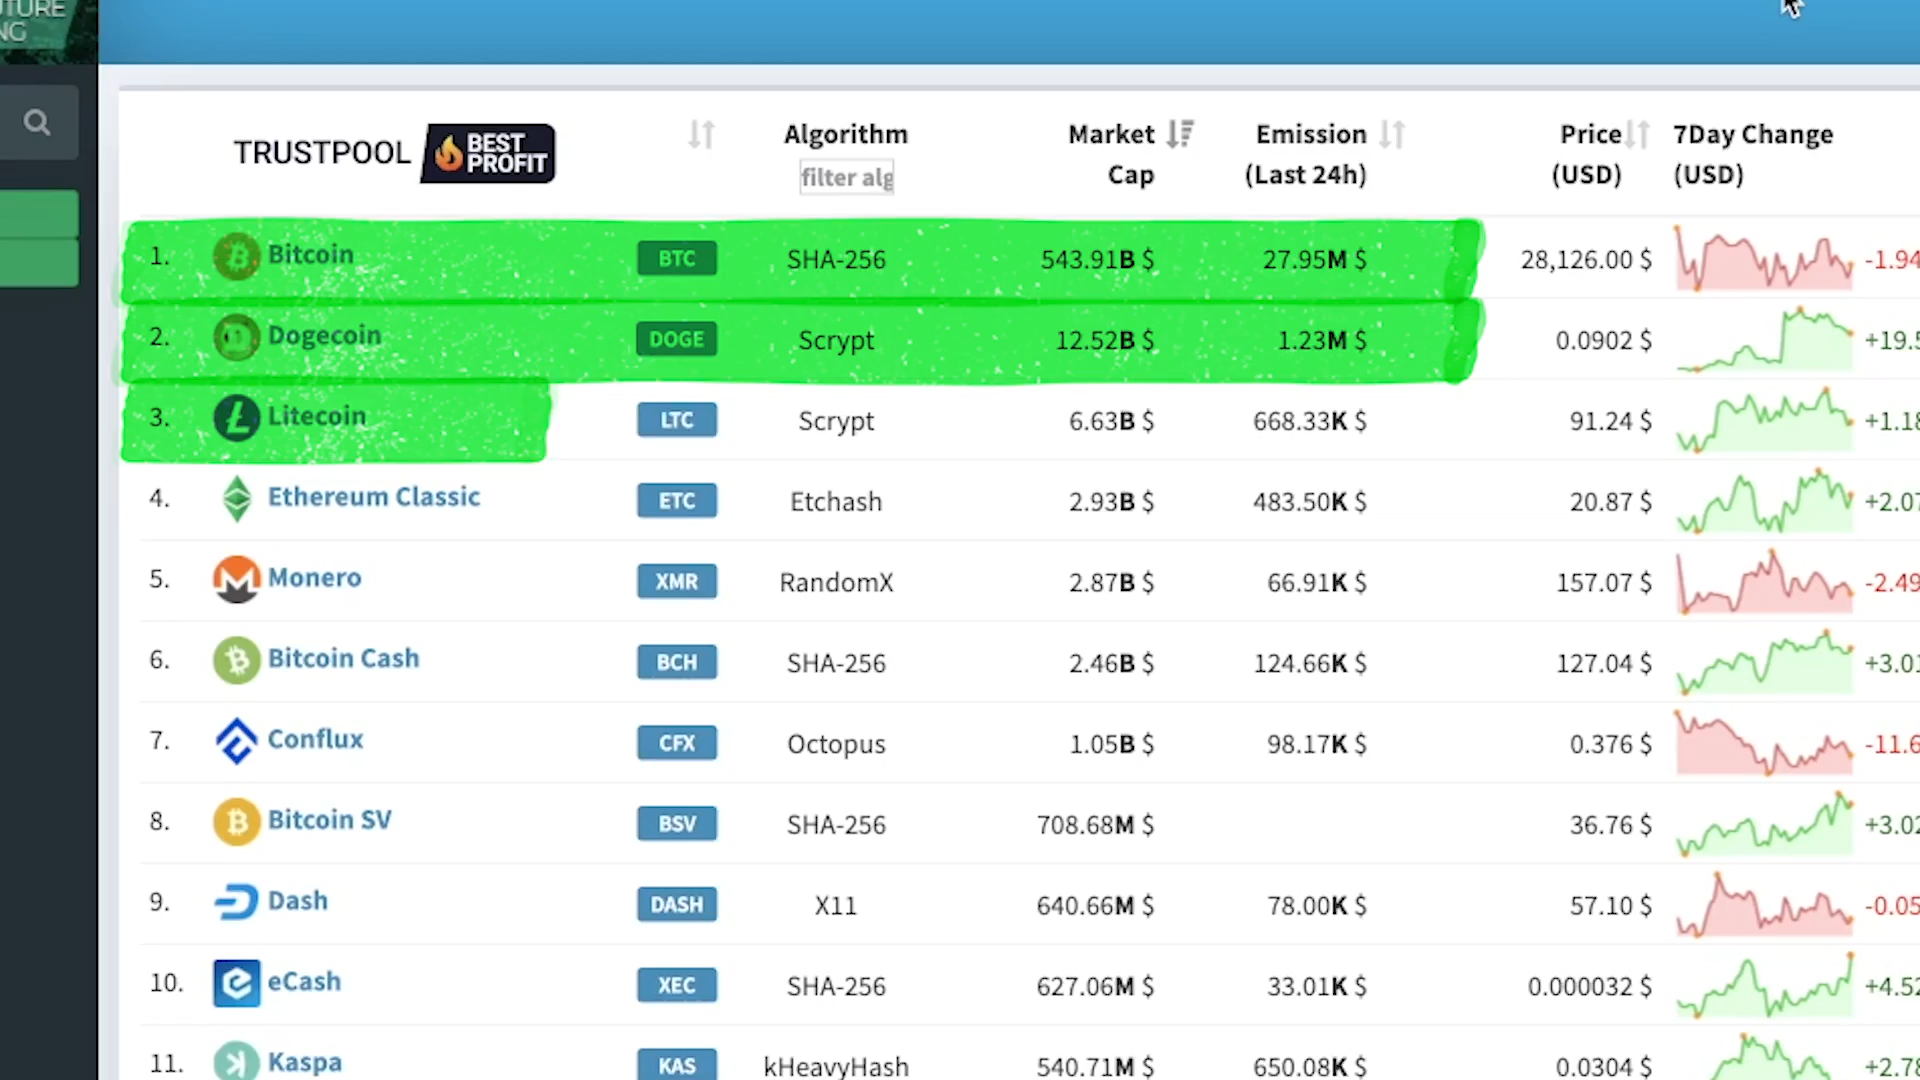 UTURE
NG
TRUSTPOOL BEST PROFIT Algorithm Market Cap Emission (Last 24h) Price (USD) 7Day Change (USD)
filter alg
1. Bitcoin BTC SHA-256 543.91B $ 27.95M $ 28,126.00 $ -1.94
2. Dogecoin DOGE Scrypt 12.52B $ 1.23M $ 0.0902 $ +19.5
3. Litecoin LTC Scrypt 6.63B $ 668.33K $ 91.24 $ +1.18
4. Ethereum Classic ETC Etchash 2.93B $ 483.50K $ 20.87 $ +2.07
5. Monero XMR RandomX 2.87B $ 66.91K $ 157.07 $ -2.49
6. Bitcoin Cash BCH SHA-256 2.46B $ 124.66K $ 127.04 $ +3.01
7. Conflux CFX Octopus 1.05B $ 98.17K $ 0.376 $ -11.6
8. Bitcoin SV BSV SHA-256 708.68M $ 36.76 $ +3.02
9. Dash DASH X11 640.66M $ 78.00K $ 57.10 $ -0.05
10. eCash XEC SHA-256 627.06M $ 33.01K $ 0.000032 $ +4.52
11. Kaspa KAS kHeavyHash 540.71M $ 650.08K $ 0.0304 $ +2.78